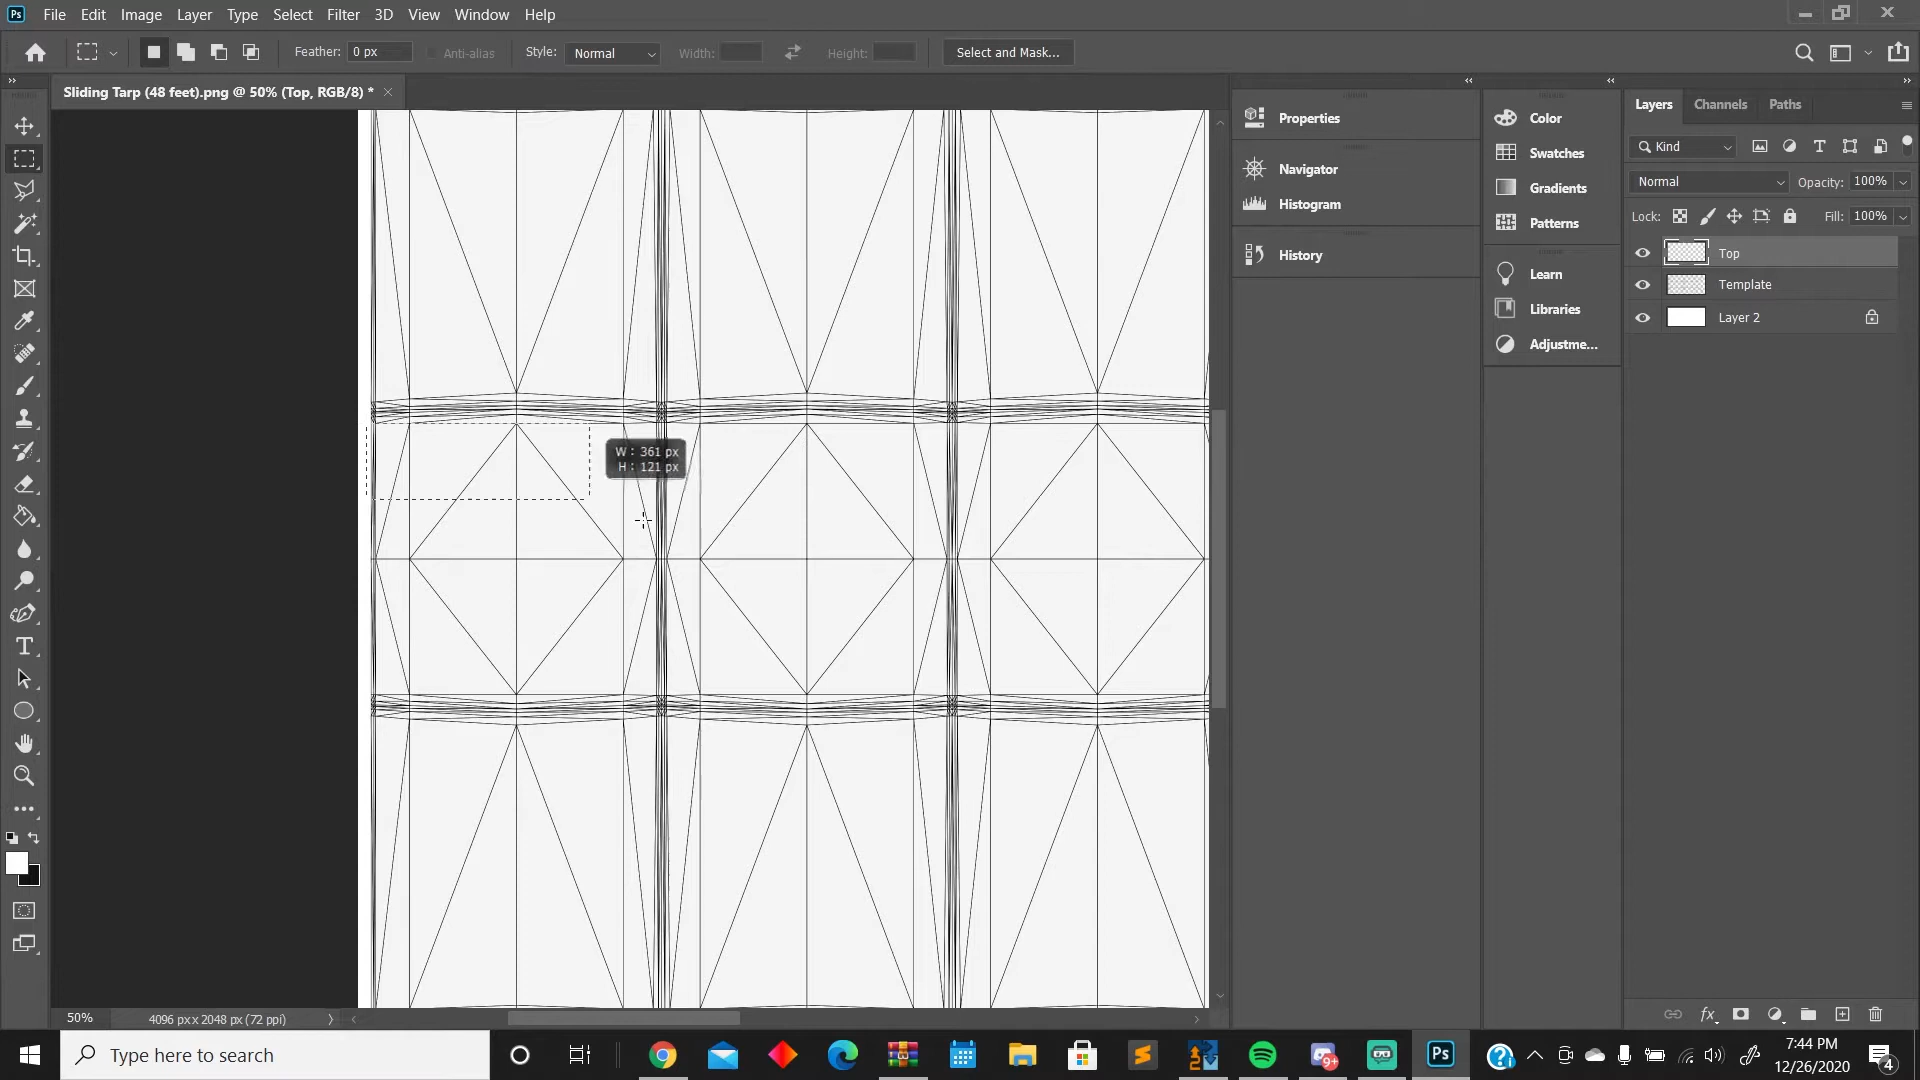 File Edit Image Layer Type Select Filter 3D View Window Help
Feather: 0 px Anti-alias Style: Normal Width: Height: Select and Mask...
Sliding Tarp (48 feet).png @ 50% (Top, RGB/8) *
Properties
Navigator
Histogram
History
Color
Swatches
Gradients
Patterns
Learn
Libraries
Adjustme...
Layers Channels Paths
Kind
Normal Opacity: 100%
Lock: Fill: 100%
Top
Template
Layer 2
W: 361 px
H: 121 px
50% 4096 px x 2048 px (72 ppi)
Type here to search
9+
Ps
7:44 PM
12/26/2020
4